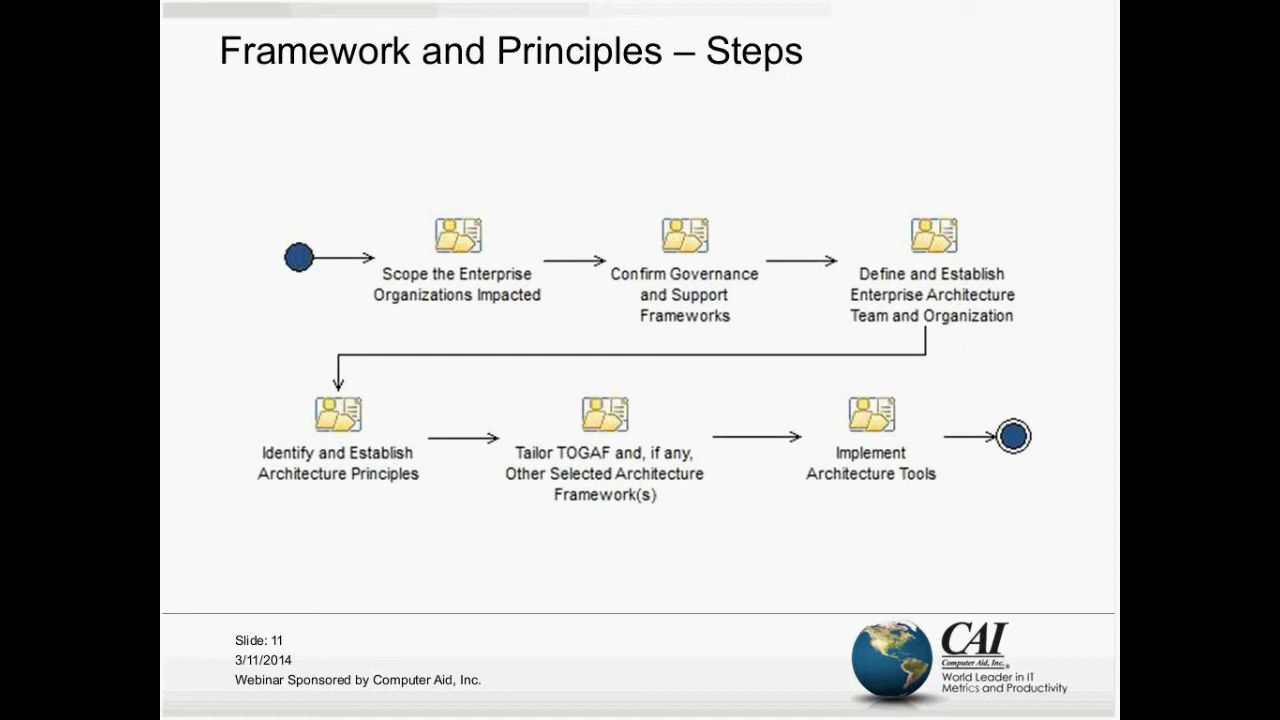 Framework and Principles – Steps
Scope the Enterprise
Organizations Impacted
Confirm Governance
and Support
Frameworks
Define and Establish
Enterprise Architecture
Team and Organization
Identify and Establish
Architecture Principles
Tailor TOGAF and, if any,
Other Selected Architecture
Framework(s)
Implement
Architecture Tools
Slide: 11
3/11/2014
Webinar Sponsored by Computer Aid, Inc.
CAI
Computer Aid, Inc.®
World Leader in IT
Metrics and Productivity